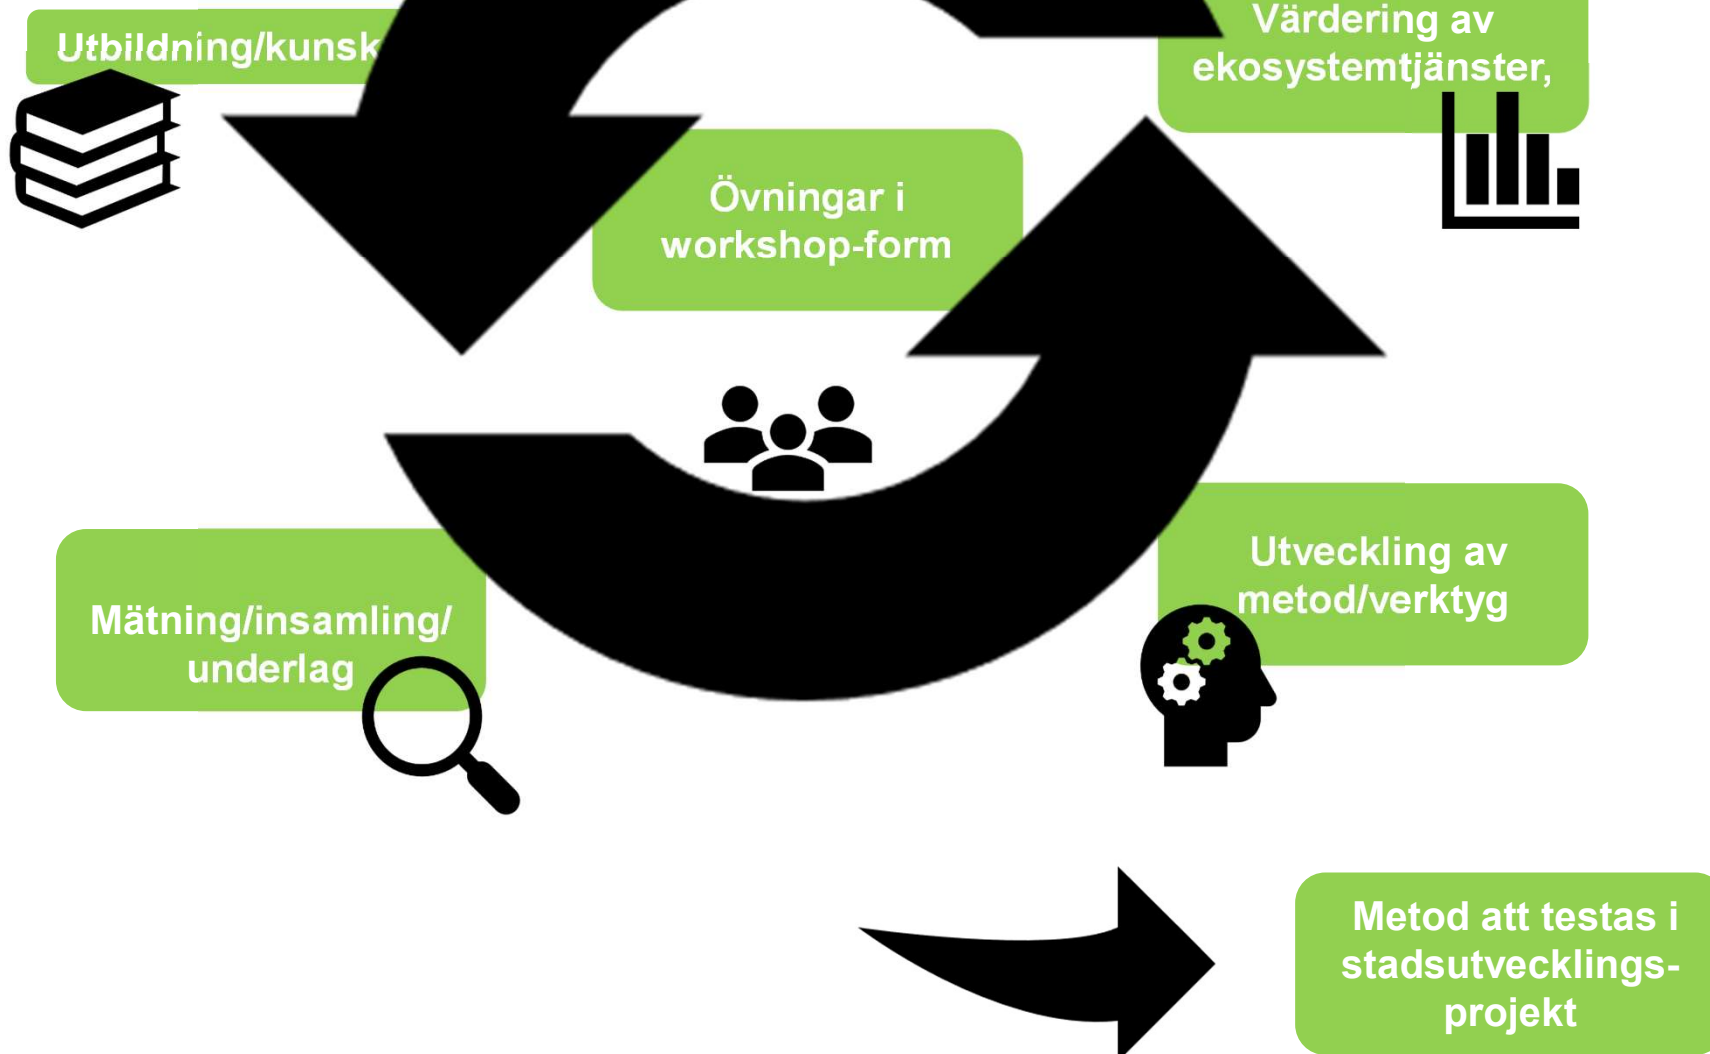 Utbildning/kunsk
Värdering av
ekosystemtjänster,
Övningar i
workshop-form
Mätning/insamling/
underlag
Utveckling av
metod/verktyg
Metod att testas i
stadsutvecklings-
projekt